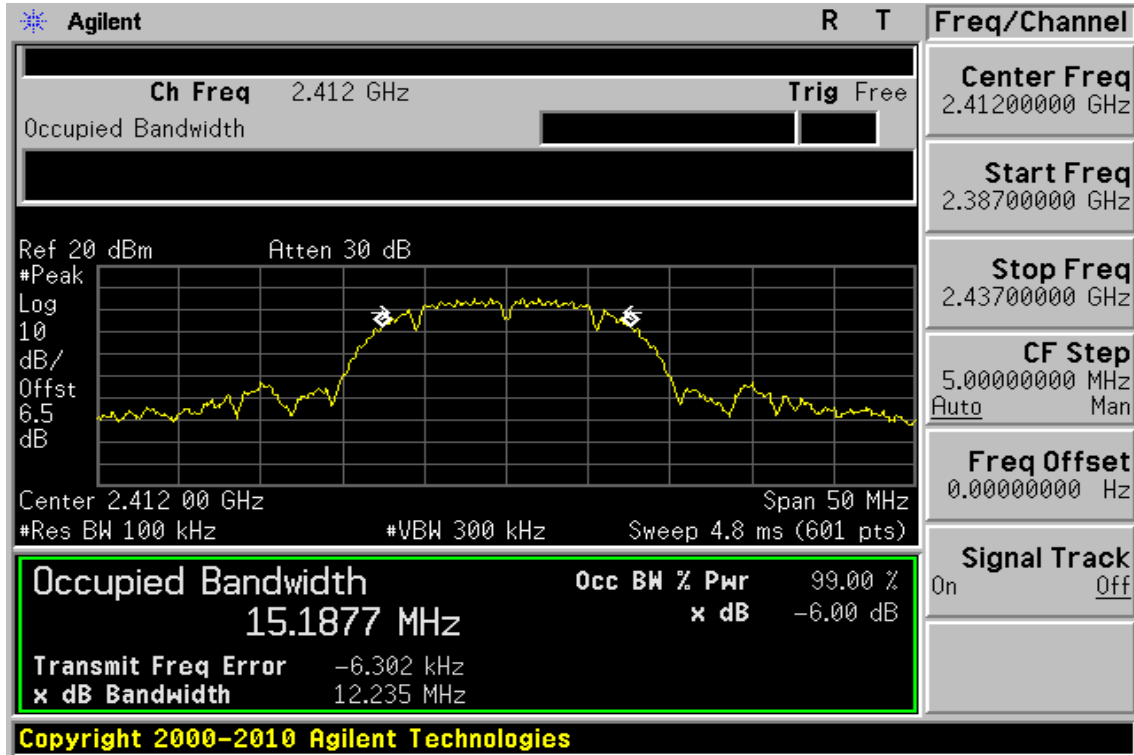 Agilent R T Freq/Channel
Ch Freq 2.412 GHz Trig Free
Occupied Bandwidth
Center Freq
2.41200000 GHz
Start Freq
2.38700000 GHz
Stop Freq
2.43700000 GHz
CF Step
5.00000000 MHz
Auto Man
Freq Offset
0.00000000 Hz
Signal Track
On Off
Ref 20 dBm Atten 30 dB
#Peak
Log
10
dB/
Offst
6.5
dB
Center 2.412 00 GHz Span 50 MHz
#Res BW 100 kHz #VBW 300 kHz Sweep 4.8 ms (601 pts)
Occupied Bandwidth Occ BW % Pwr 99.00 %
15.1877 MHz x dB -6.00 dB
Transmit Freq Error -6.302 kHz
x dB Bandwidth 12.235 MHz
Copyright 2000-2010 Agilent Technologies